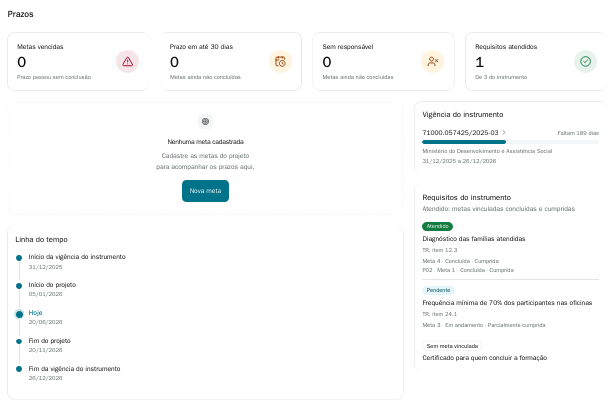 Prazos
Metas vencidas
0
Prazo passou sem conclusão
Prazo em até 30 dias
0
Metas ainda não concluídas
Sem responsável
0
Metas ainda não concluídas
Requisitos atendidos
1
De 3 do instrumento
Nenhuma meta cadastrada
Cadastre as metas do projeto
para acompanhar os prazos aqui.
Nova meta
Linha do tempo
Início da vigência do instrumento
31/12/2025
Início do projeto
05/01/2026
Hoje
20/06/2026
Fim do projeto
20/11/2026
Fim da vigência do instrumento
26/12/2026
Vigência do instrumento
71000.057425/2025-03
Faltam 189 dias
Ministério do Desenvolvimento e Assistência Social
31/12/2025 a 26/12/2026
Requisitos do instrumento
Atendido: metas vinculadas concluídas e cumpridas
Atendido
Diagnóstico das famílias atendidas
TR, item 12.3
Meta 4 · Concluída · Cumprida
P02 · Meta 1 · Concluída · Cumprida
Pendente
Frequência mínima de 70% dos participantes nas oficinas
TR, item 24.1
Meta 3 · Em andamento · Parcialmente cumprida
Sem meta vinculada
Certificado para quem concluir a formação